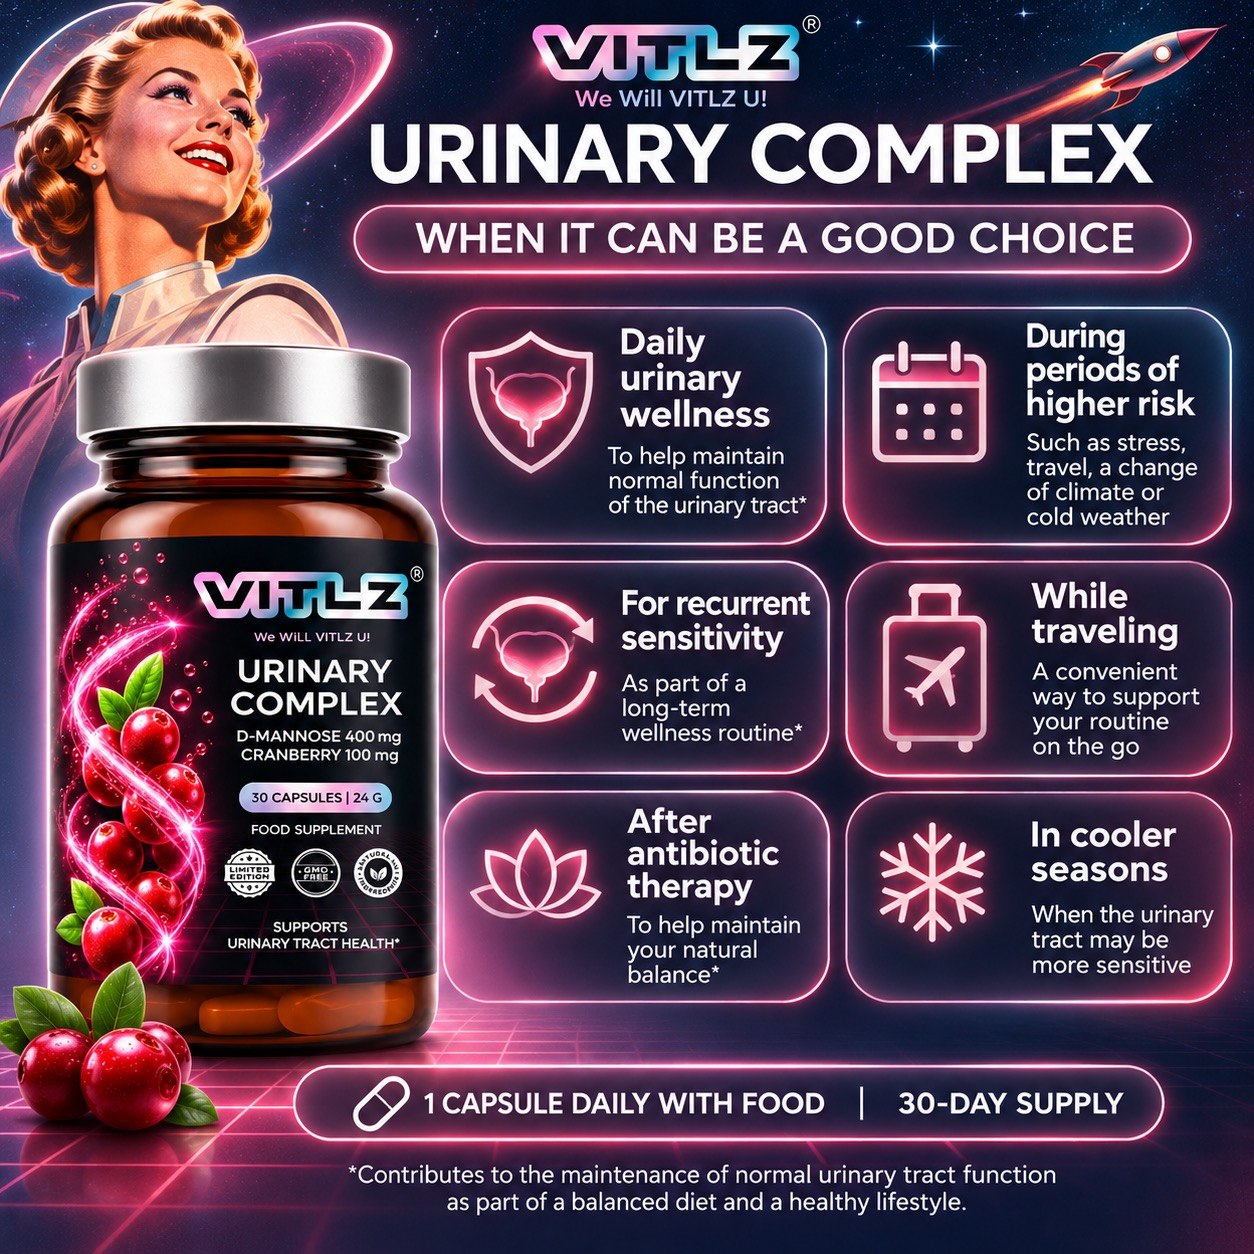 VITLZ®
We Will VITLZ U!
URINARY COMPLEX
WHEN IT CAN BE A GOOD CHOICE
Daily
urinary
wellness
To help maintain
normal function
of the urinary tract*
During
periods of
higher risk
Such as stress,
travel, a change
of climate or
cold weather
For recurrent
sensitivity
As part of a
long-term
wellness routine*
While
traveling
A convenient
way to support
your routine
on the go
After
antibiotic
therapy
To help maintain
your natural
balance*
In cooler
seasons
When the urinary
tract may be
more sensitive
VITLZ®
We WiLL VITLZ U!
URINARY
COMPLEX
D-MANNOSE 400 mg
CRANBERRY 100 mg
30 CAPSULES | 24 G
FOOD SUPPLEMENT
LIMITED
EDITION
GMO
FREE
SUPPORTS
URINARY TRACT HEALTH*
1 CAPSULE DAILY WITH FOOD | 30-DAY SUPPLY
*Contributes to the maintenance of normal urinary tract function
as part of a balanced diet and a healthy lifestyle.